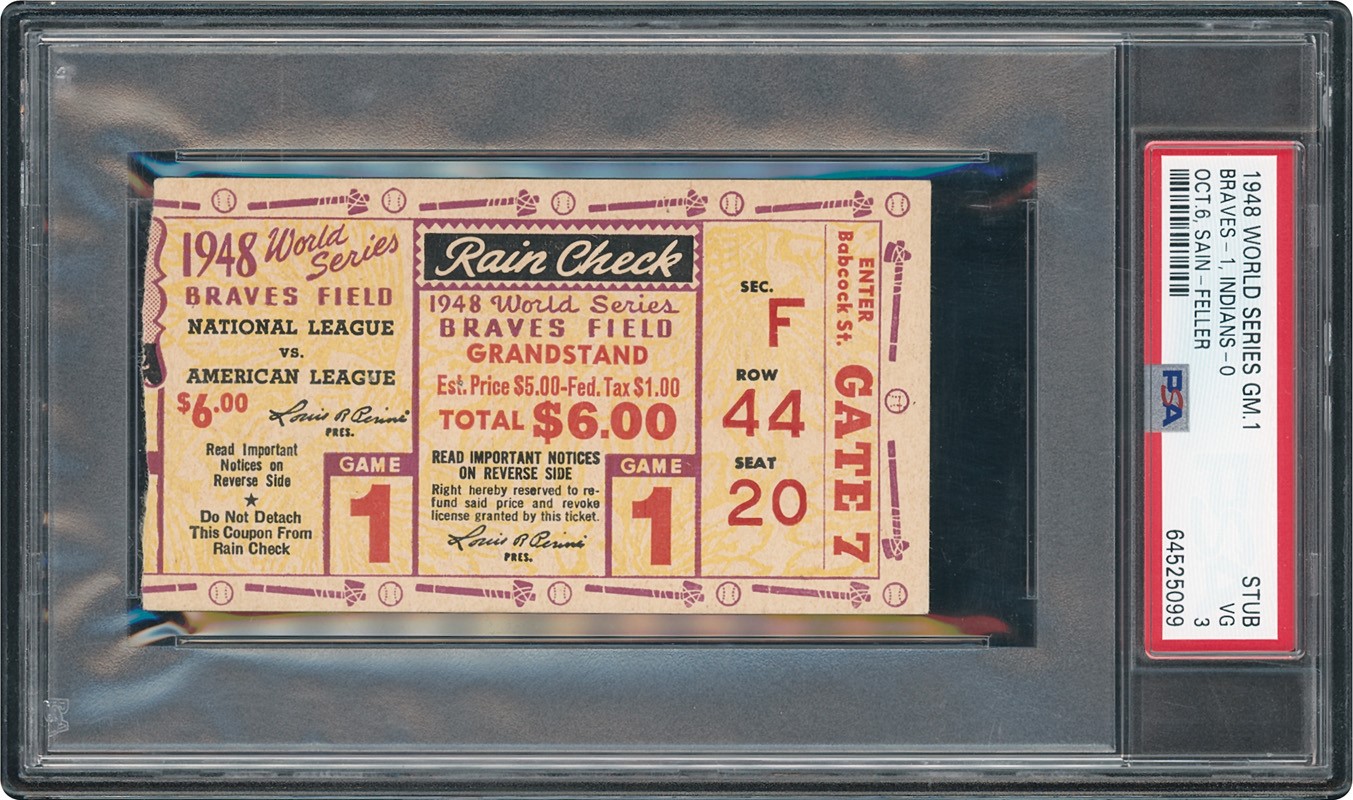 1948 World
Series
BRAVES FIELD
NATIONAL LEAGUE
VS.
AMERICAN LEAGUE
$6.00
Louis R Perini
PRES.
Read Important
Notices on
Reverse Side
★
Do Not Detach
This Coupon From
Rain Check
GAME
1
Rain Check
1948 World Series
BRAVES FIELD
GRANDSTAND
Est. Price $5.00-Fed. Tax $1.00
TOTAL $6.00
READ IMPORTANT NOTICES
ON REVERSE SIDE
Right hereby reserved to re-
fund said price and revoke
license granted by this ticket.
Louis R Perini
PRES.
GAME
1
SEC.
F
ROW
44
SEAT
20
ENTER
Babcock St.
GATE 7
1948 WORLD SERIES GM. 1
BRAVES - 1, INDIANS - 0
OCT.6, SAIN - FELLER
PSA
STUB
VG 3
64525099